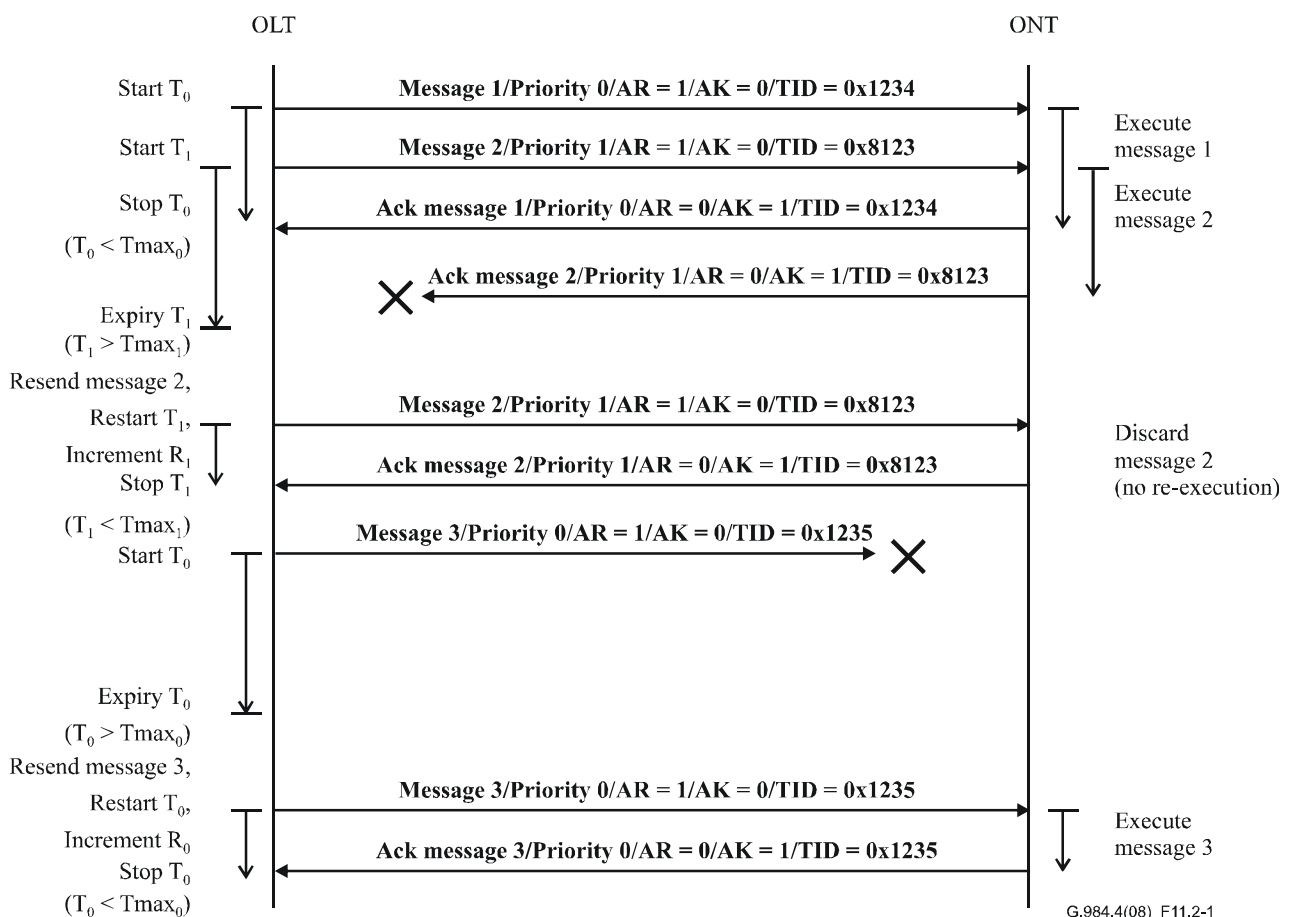 OLT
ONT
Start T₀
Message 1/Priority 0/AR = 1/AK = 0/TID = 0x1234
Execute
message 1
Start T₁
Message 2/Priority 1/AR = 1/AK = 0/TID = 0x8123
Execute
message 2
Stop T₀
(T₀ < Tmax₀)
Ack message 1/Priority 0/AR = 0/AK = 1/TID = 0x1234
Ack message 2/Priority 1/AR = 0/AK = 1/TID = 0x8123
Expiry T₁
(T₁ > Tmax₁)
Resend message 2,
Restart T₁,
Message 2/Priority 1/AR = 1/AK = 0/TID = 0x8123
Discard
message 2
(no re-execution)
Increment R₁
Stop T₁
Ack message 2/Priority 1/AR = 0/AK = 1/TID = 0x8123
(T₁ < Tmax₁)
Start T₀
Message 3/Priority 0/AR = 1/AK = 0/TID = 0x1235
Expiry T₀
(T₀ > Tmax₀)
Resend message 3,
Restart T₀,
Message 3/Priority 0/AR = 1/AK = 0/TID = 0x1235
Execute
message 3
Increment R₀
Stop T₀
Ack message 3/Priority 0/AR = 0/AK = 1/TID = 0x1235
(T₀ < Tmax₀)
G.984.4(08)_F11.2-1